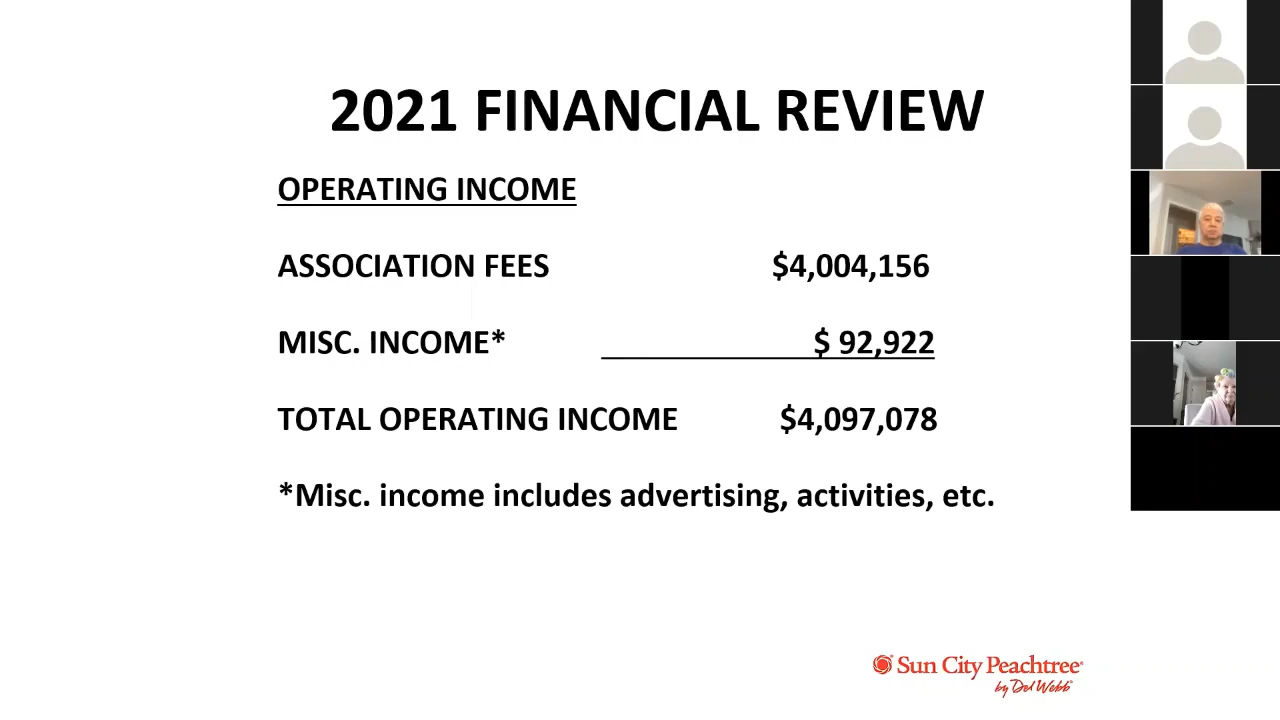 2021 FINANCIAL REVIEW
OPERATING INCOME
ASSOCIATION FEES $4,004,156
MISC. INCOME* $ 92,922
TOTAL OPERATING INCOME $4,097,078
*Misc. income includes advertising, activities, etc.
Sun City Peachtree®
by Del Webb®